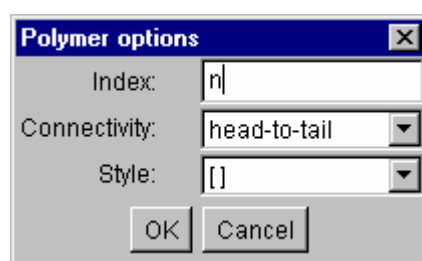 Polymer options
Index: n
Connectivity: head-to-tail
Style: []
OK Cancel